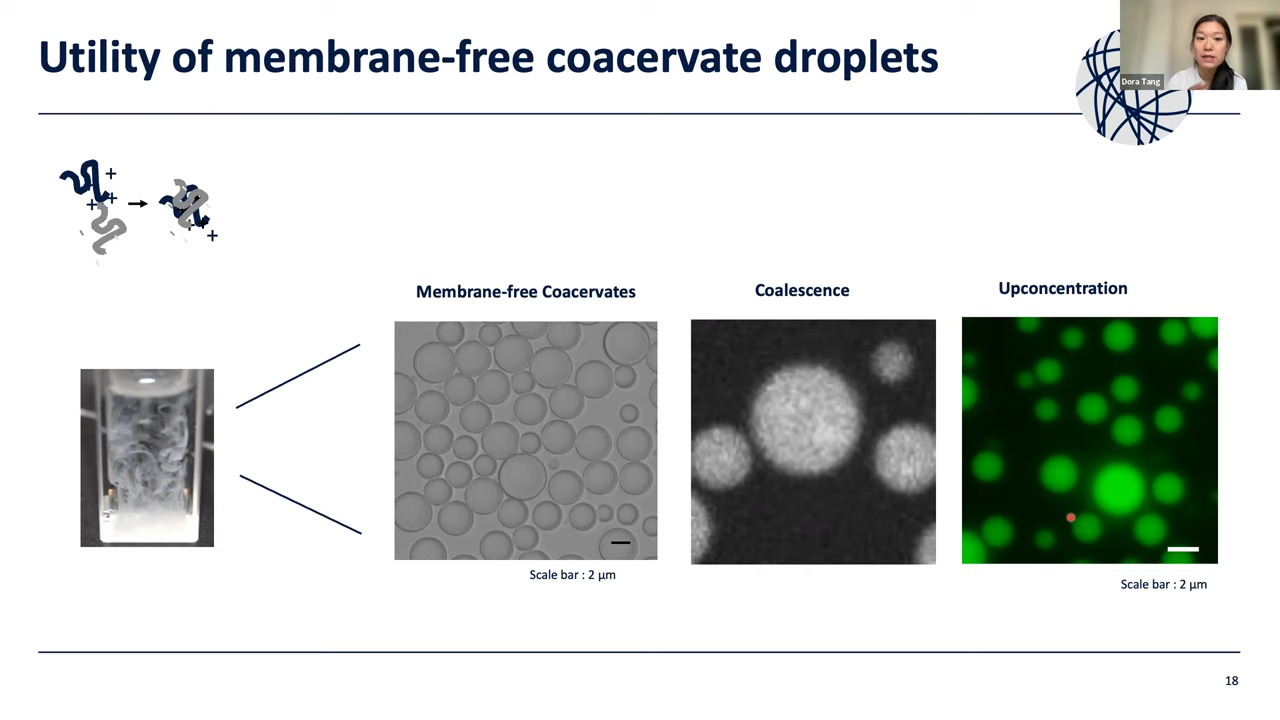 Utility of membrane-free coacervate droplets
Dora Tang
Membrane-free Coacervates
Coalescence
Upconcentration
Scale bar : 2 µm
Scale bar : 2 µm
18